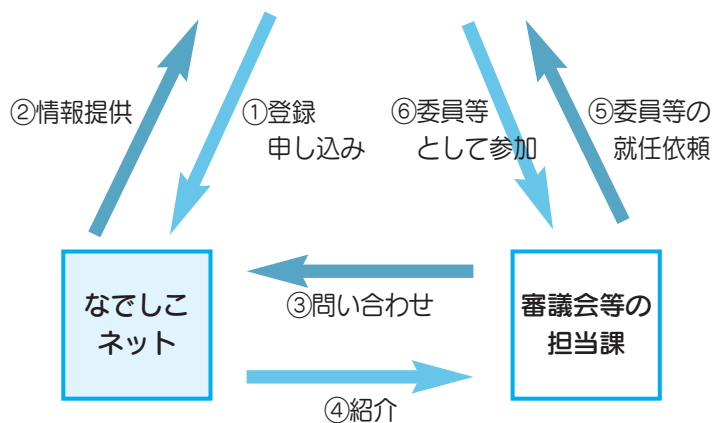 ②情報提供
①登録
申し込み
⑥委員等
として参加
⑤委員等の
就任依頼
なでしこ
ネット
③問い合わせ
審議会等の
担当課
④紹介